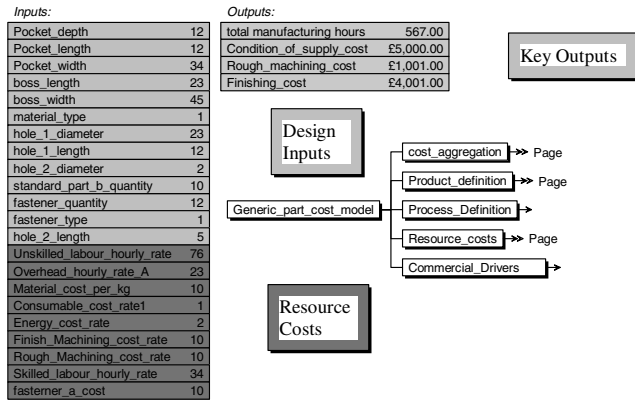 Inputs:
Pocket_depth 12
Pocket_length 12
Pocket_width 34
boss_length 23
boss_width 45
material_type 1
hole_1_diameter 23
hole_1_length 12
hole_2_diameter 2
standard_part_b_quantity 10
fastener_quantity 12
fastener_type 1
hole_2_length 5
Unskilled_labour_hourly_rate 76
Overhead_hourly_rate_A 23
Material_cost_per_kg 10
Consumable_cost_rate1 1
Energy_cost_rate 2
Finish_Machining_cost_rate 10
Rough_Machining_cost_rate 10
Skilled_labour_hourly_rate 34
fasterner_a_cost 10
Outputs:
total manufacturing hours 567.00
Condition_of_supply_cost £5,000.00
Rough_machining_cost £1,001.00
Finishing_cost £4,001.00
Key Outputs
Design
Inputs
Generic_part_cost_model
cost_aggregation Page
Product_definition Page
Process_Definition
Resource_costs Page
Commercial_Drivers
Resource
Costs